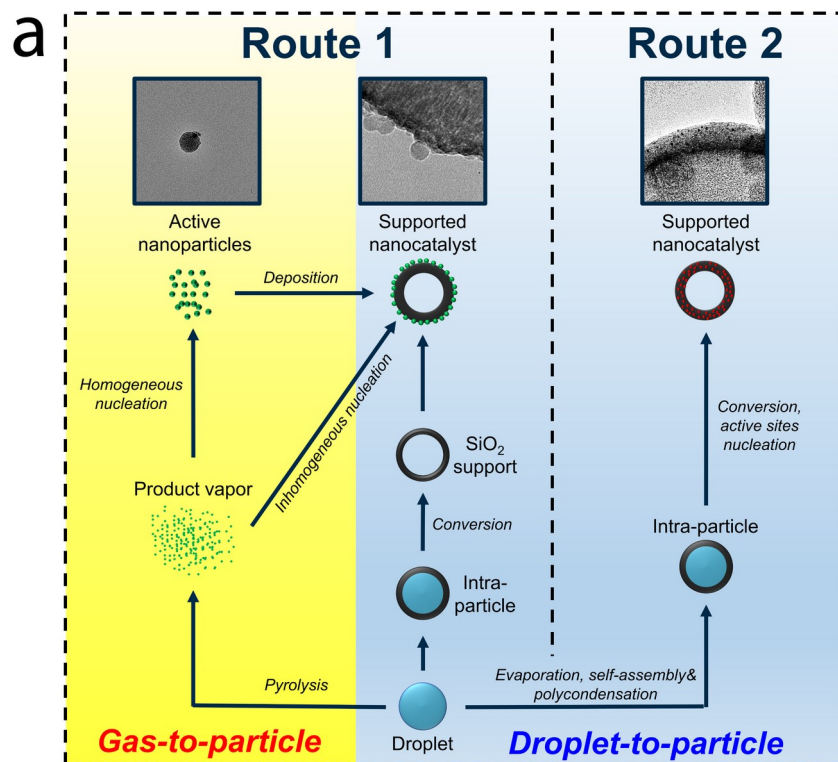 a
Route 1
Route 2
Active
nanoparticles
Supported
nanocatalyst
Supported
nanocatalyst
Deposition
Homogeneous
nucleation
Inhomogeneous nucleation
Conversion,
active sites
nucleation
SiO₂
support
Product vapor
Conversion
Intra-particle
Intra-
particle
Pyrolysis
Evaporation, self-assembly&
polycondensation
Gas-to-particle
Droplet
Droplet-to-particle